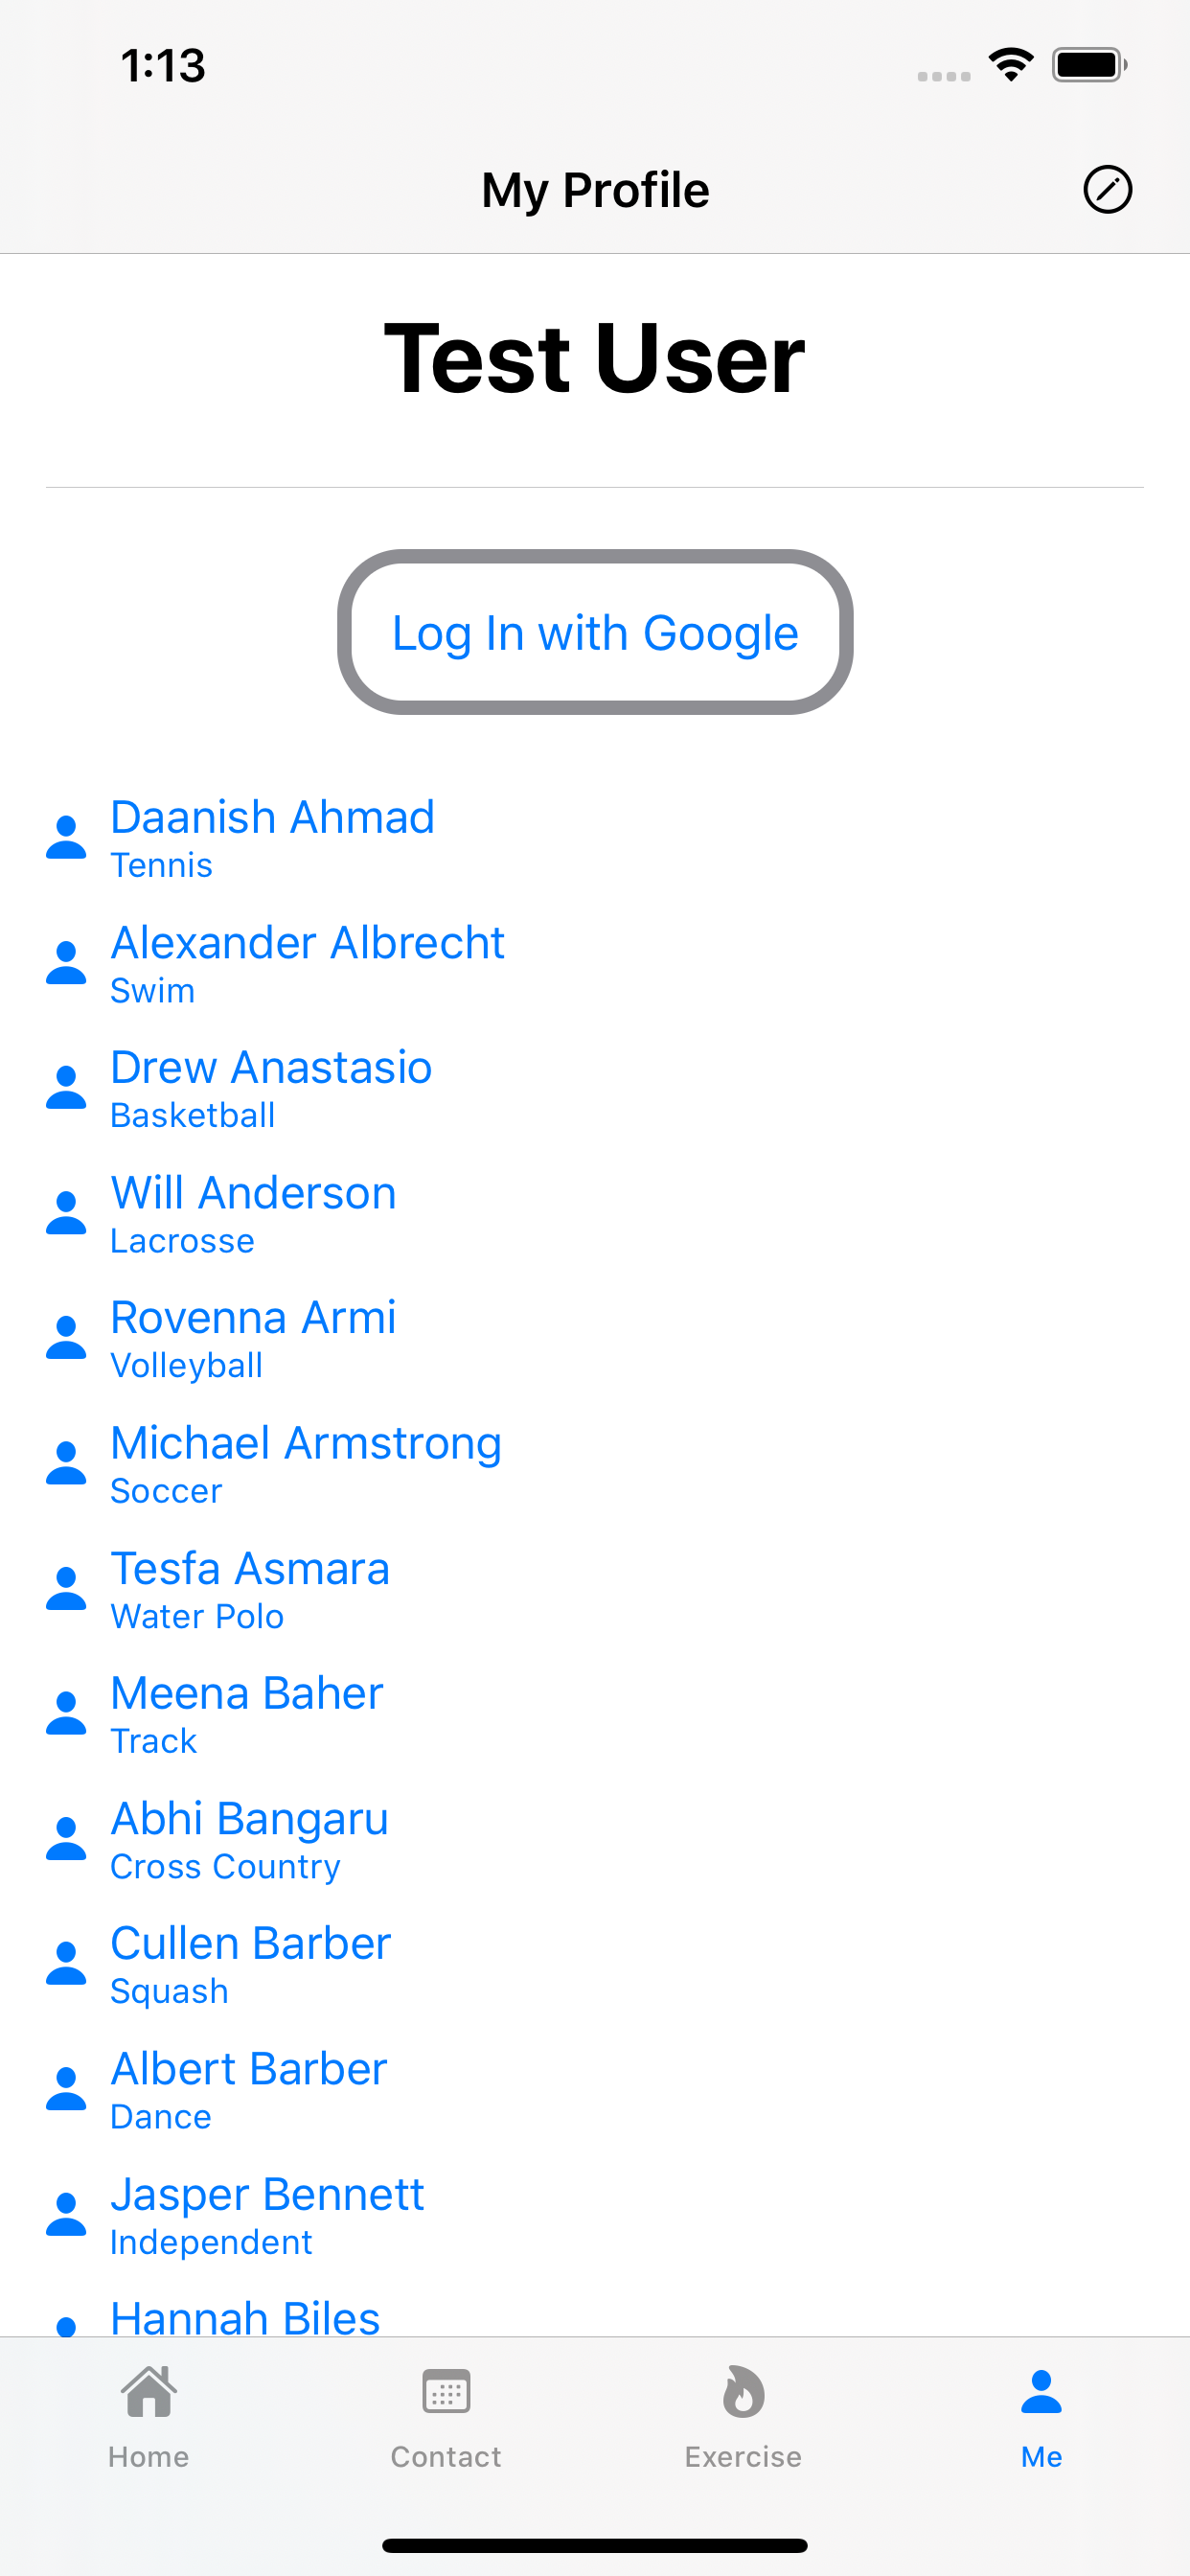 1:13
My Profile
Test User
Log In with Google
Daanish Ahmad
Tennis
Alexander Albrecht
Swim
Drew Anastasio
Basketball
Will Anderson
Lacrosse
Rovenna Armi
Volleyball
Michael Armstrong
Soccer
Tesfa Asmara
Water Polo
Meena Baher
Track
Abhi Bangaru
Cross Country
Cullen Barber
Squash
Albert Barber
Dance
Jasper Bennett
Independent
Hannah Biles
Home Contact Exercise Me